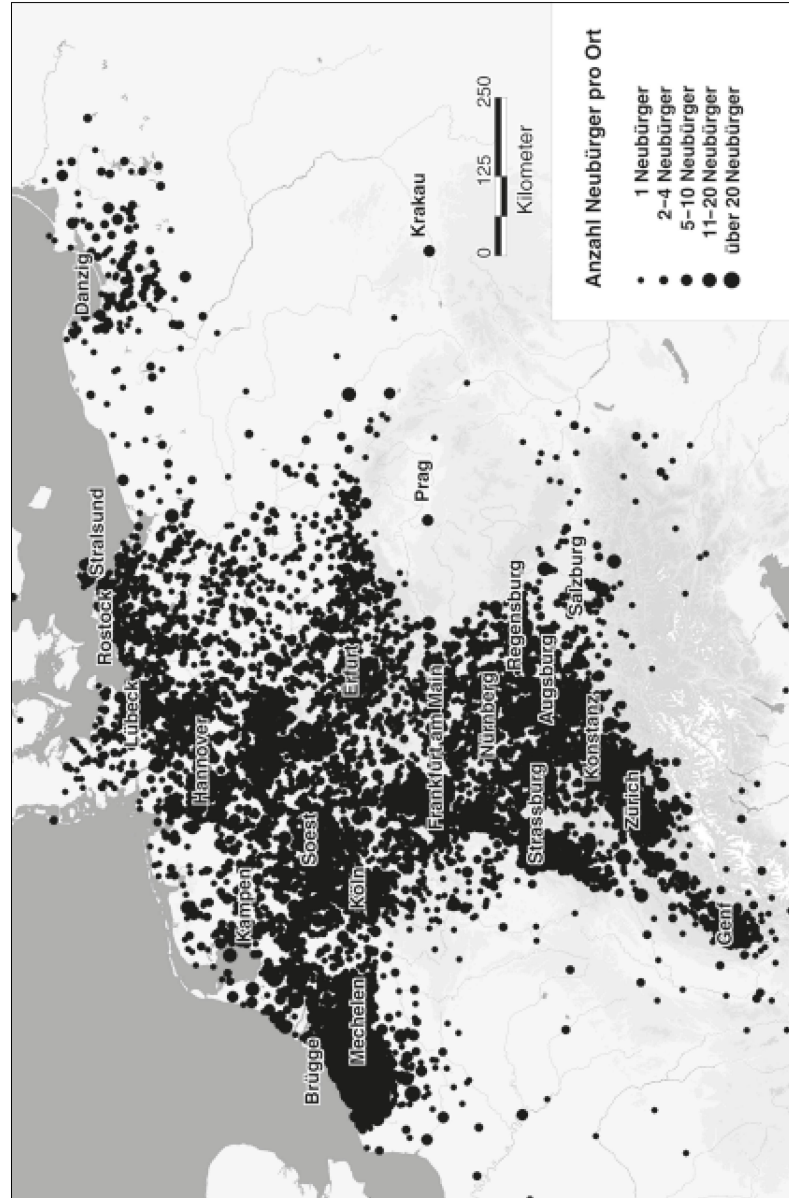 Danzig
Stralsund
Rostock
Lübeck
Hannover
Kampen
Soest
Köln
Erfurt
Brügge
Mechelen
Frankfurt am Main
Prag
Krakau
Nürnberg
Regensburg
Strassburg
Augsburg
Salzburg
Konstanz
Zürich
Genf
0 125 250
Kilometer
Anzahl Neubürger pro Ort
1 Neubürger
2–4 Neubürger
5–10 Neubürger
11–20 Neubürger
über 20 Neubürger